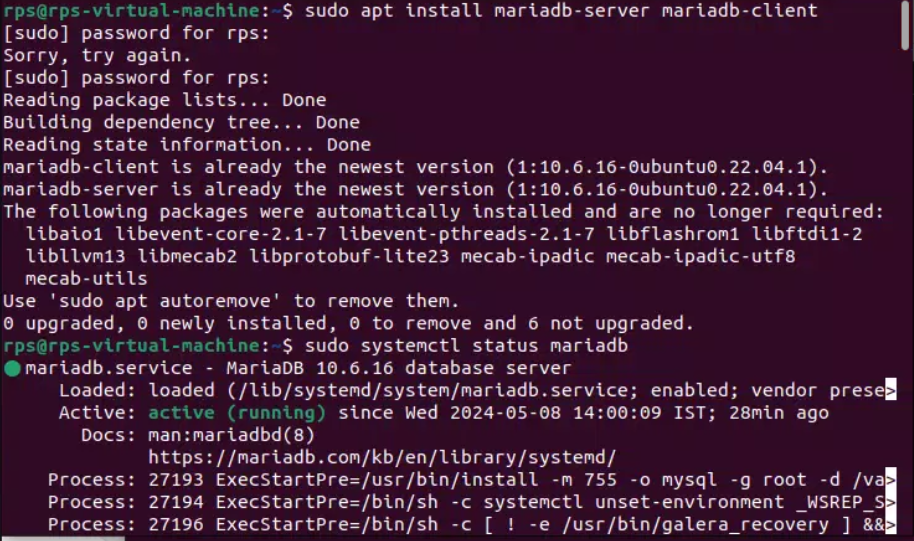 rps@rps-virtual-machine:~$ sudo apt install mariadb-server mariadb-client
[sudo] password for rps:
Sorry, try again.
[sudo] password for rps:
Reading package lists... Done
Building dependency tree... Done
Reading state information... Done
mariadb-client is already the newest version (1:10.6.16-0ubuntu0.22.04.1).
mariadb-server is already the newest version (1:10.6.16-0ubuntu0.22.04.1).
The following packages were automatically installed and are no longer required:
  libaio1 libevent-core-2.1-7 libevent-pthreads-2.1-7 libflashrom1 libftdi1-2
  libllvm13 libmecab2 libprotobuf-lite23 mecab-ipadic mecab-ipadic-utf8
  mecab-utils
Use 'sudo apt autoremove' to remove them.
0 upgraded, 0 newly installed, 0 to remove and 6 not upgraded.
rps@rps-virtual-machine:~$ sudo systemctl status mariadb
● mariadb.service - MariaDB 10.6.16 database server
     Loaded: loaded (/lib/systemd/system/mariadb.service; enabled; vendor prese>
     Active: active (running) since Wed 2024-05-08 14:00:09 IST; 28min ago
       Docs: man:mariadbd(8)
             https://mariadb.com/kb/en/library/systemd/
    Process: 27193 ExecStartPre=/usr/bin/install -m 755 -o mysql -g root -d /va>
    Process: 27194 ExecStartPre=/bin/sh -c systemctl unset-environment _WSREP_S>
    Process: 27196 ExecStartPre=/bin/sh -c [ ! -e /usr/bin/galera_recovery ] &&>